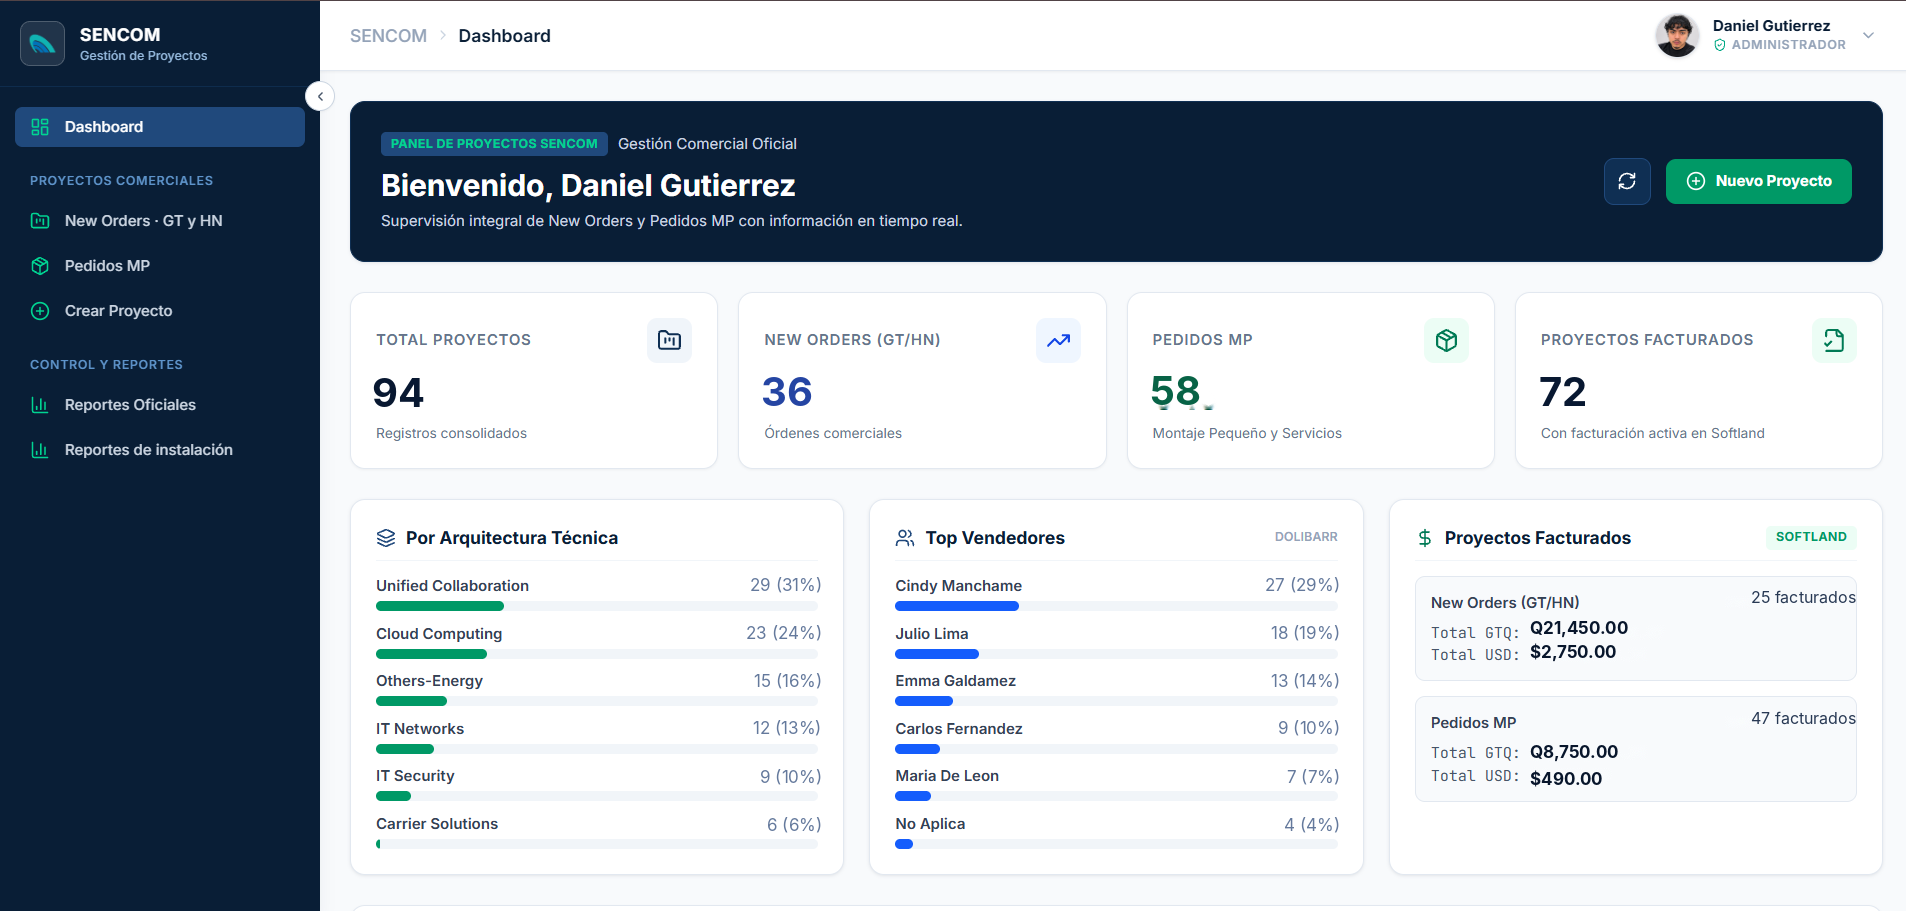 SENCOM
Gestión de Proyectos
Dashboard
PROYECTOS COMERCIALES
New Orders · GT y HN
Pedidos MP
Crear Proyecto
CONTROL Y REPORTES
Reportes Oficiales
Reportes de instalación
SENCOM > Dashboard
Daniel Gutierrez
ADMINISTRADOR
PANEL DE PROYECTOS SENCOM Gestión Comercial Oficial
Bienvenido, Daniel Gutierrez
Supervisión integral de New Orders y Pedidos MP con información en tiempo real.
Nuevo Proyecto
TOTAL PROYECTOS
94
Registros consolidados
NEW ORDERS (GT/HN)
36
Órdenes comerciales
PEDIDOS MP
58
Montaje Pequeño y Servicios
PROYECTOS FACTURADOS
72
Con facturación activa en Softland
Por Arquitectura Técnica
Unified Collaboration 29 (31%)
Cloud Computing 23 (24%)
Others-Energy 15 (16%)
IT Networks 12 (13%)
IT Security 9 (10%)
Carrier Solutions 6 (6%)
Top Vendedores DOLIBARR
Cindy Manchame 27 (29%)
Julio Lima 18 (19%)
Emma Galdamez 13 (14%)
Carlos Fernandez 9 (10%)
Maria De Leon 7 (7%)
No Aplica 4 (4%)
Proyectos Facturados SOFTLAND
New Orders (GT/HN) 25 facturados
Total GTQ: Q21,450.00
Total USD: $2,750.00
Pedidos MP 47 facturados
Total GTQ: Q8,750.00
Total USD: $490.00